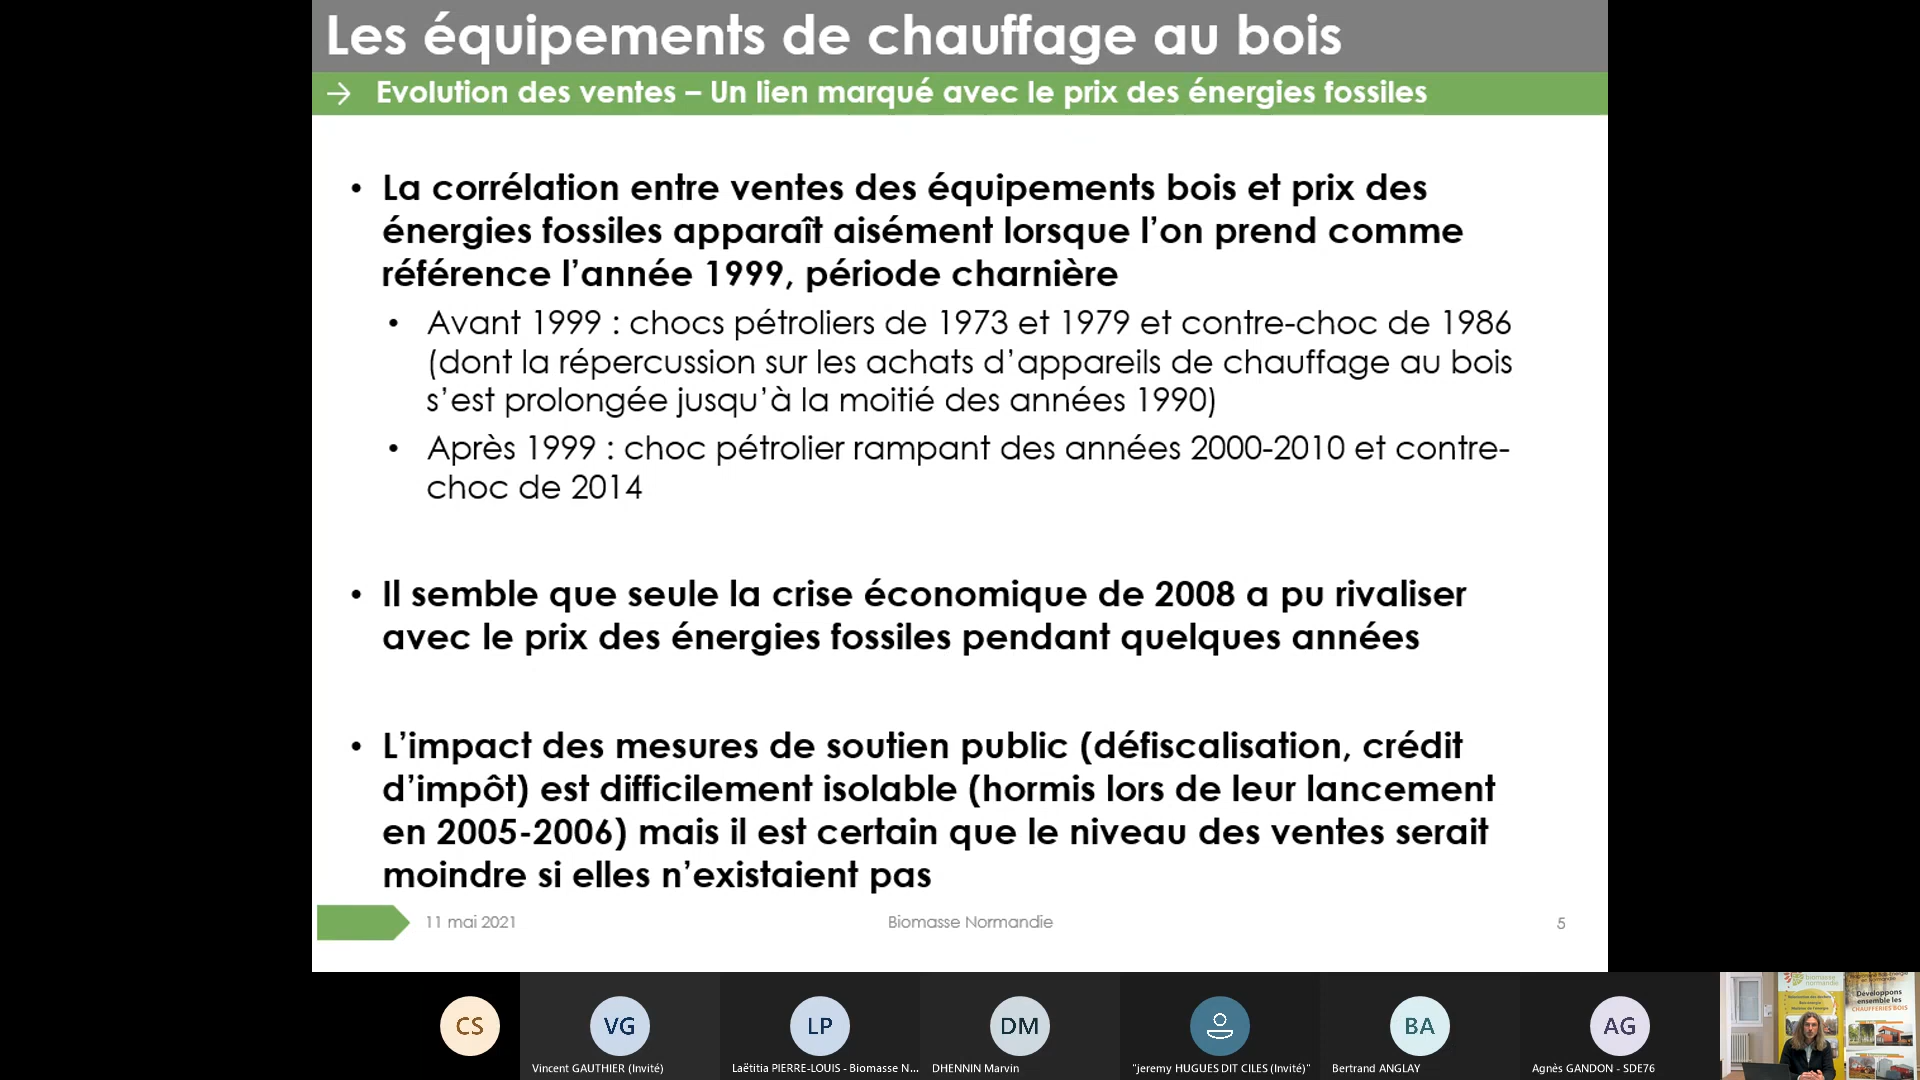 Les équipements de chauffage au bois
→ Evolution des ventes – Un lien marqué avec le prix des énergies fossiles
• La corrélation entre ventes des équipements bois et prix des
énergies fossiles apparaît aisément lorsque l’on prend comme
référence l’année 1999, période charnière
• Avant 1999 : chocs pétroliers de 1973 et 1979 et contre-choc de 1986
(dont la répercussion sur les achats d’appareils de chauffage au bois
s’est prolongée jusqu’à la moitié des années 1990)
• Après 1999 : choc pétrolier rampant des années 2000-2010 et contre-
choc de 2014
• Il semble que seule la crise économique de 2008 a pu rivaliser
avec le prix des énergies fossiles pendant quelques années
• L’impact des mesures de soutien public (défiscalisation, crédit
d’impôt) est difficilement isolable (hormis lors de leur lancement
en 2005-2006) mais il est certain que le niveau des ventes serait
moindre si elles n’existaient pas
11 mai 2021
Biomasse Normandie
5
CS
VG
LP
DM
BA
AG
Vincent GAUTHIER (Invité)
Laëtitia PIERRE-LOUIS - Biomasse N...
DHENNIN Marvin
"jeremy HUGUES DIT CILES (Invité)"
Bertrand ANGLAY
Agnès GANDON - SDE76
biomasse
normandie
Développons
ensemble les
CHAUFFERIES BOIS